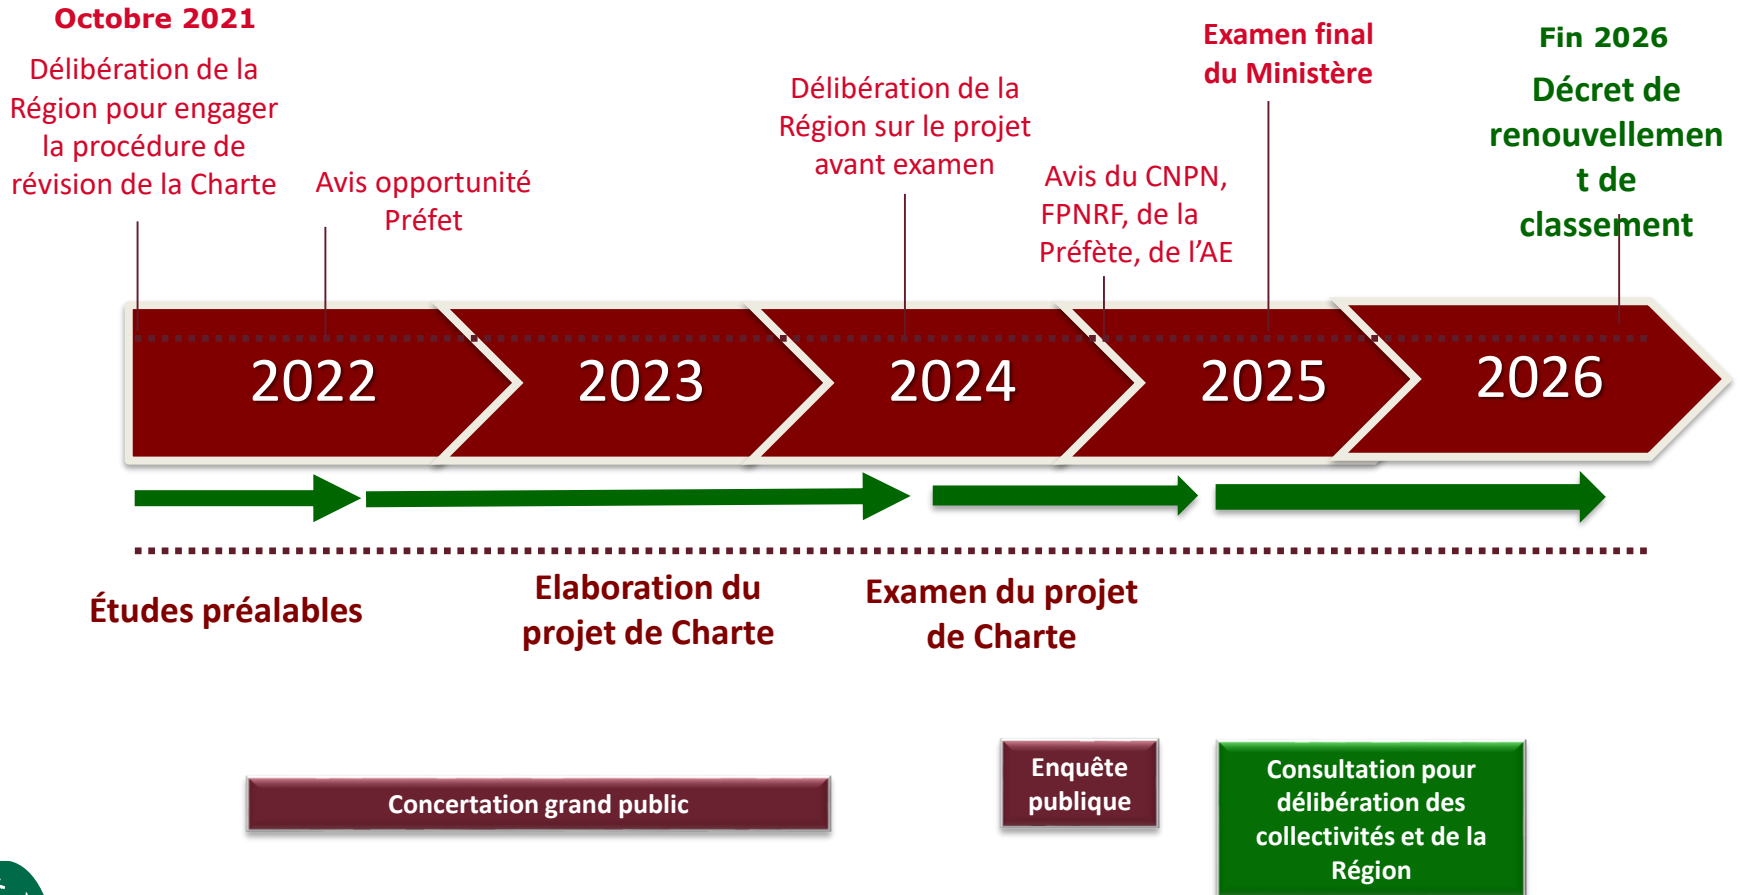 Octobre 2021
Délibération de la
Région pour engager
la procédure de
révision de la Charte
Avis opportunité
Préfet
Délibération de la
Région sur le projet
avant examen
Avis du CNPN,
FPNRF, de la
Préfète, de l’AE
Examen final
du Ministère
Fin 2026
Décret de
renouvellemen
t de
classement
2022
2023
2024
2025
2026
Études préalables
Elaboration du
projet de Charte
Examen du projet
de Charte
Concertation grand public
Enquête
publique
Consultation pour
délibération des
collectivités et de la
Région